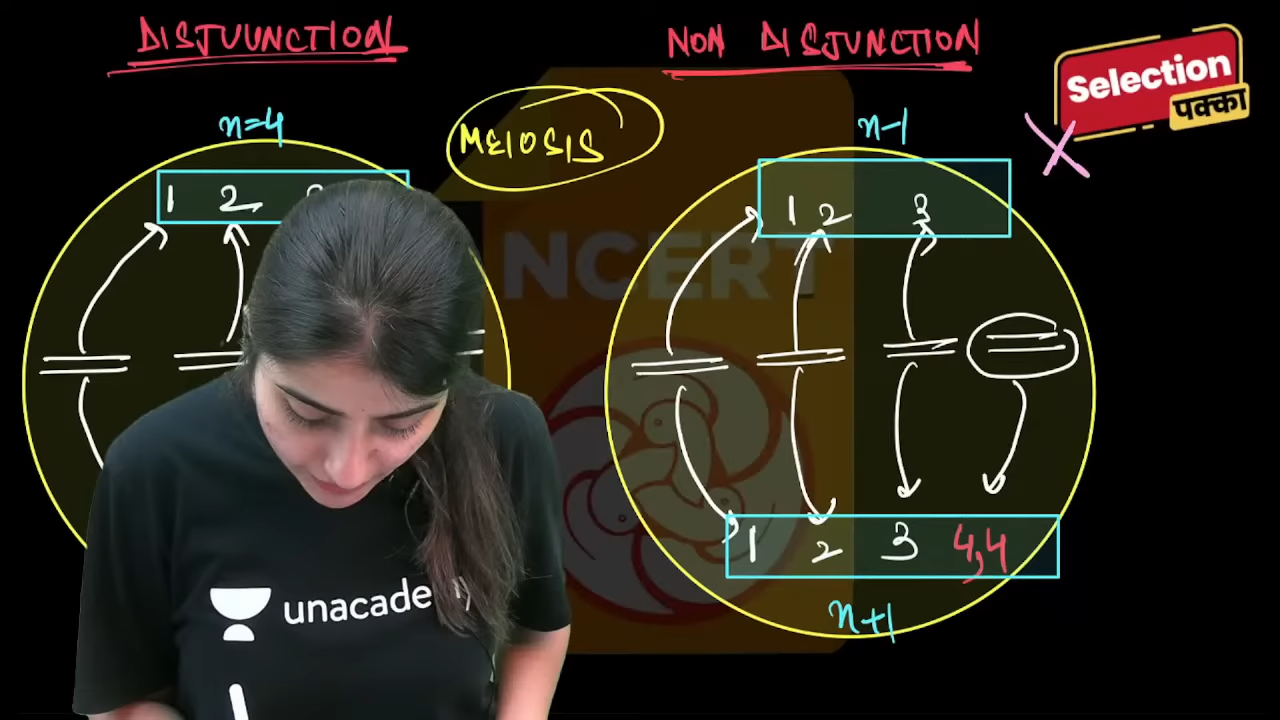 DISJUUNCTION
NON DISJUNCTION
Selection
पक्का
n=4
MEIOSIS
n-1
1 2
1 2 3
NCERT
1 2 3 4,4
unacade
n+1